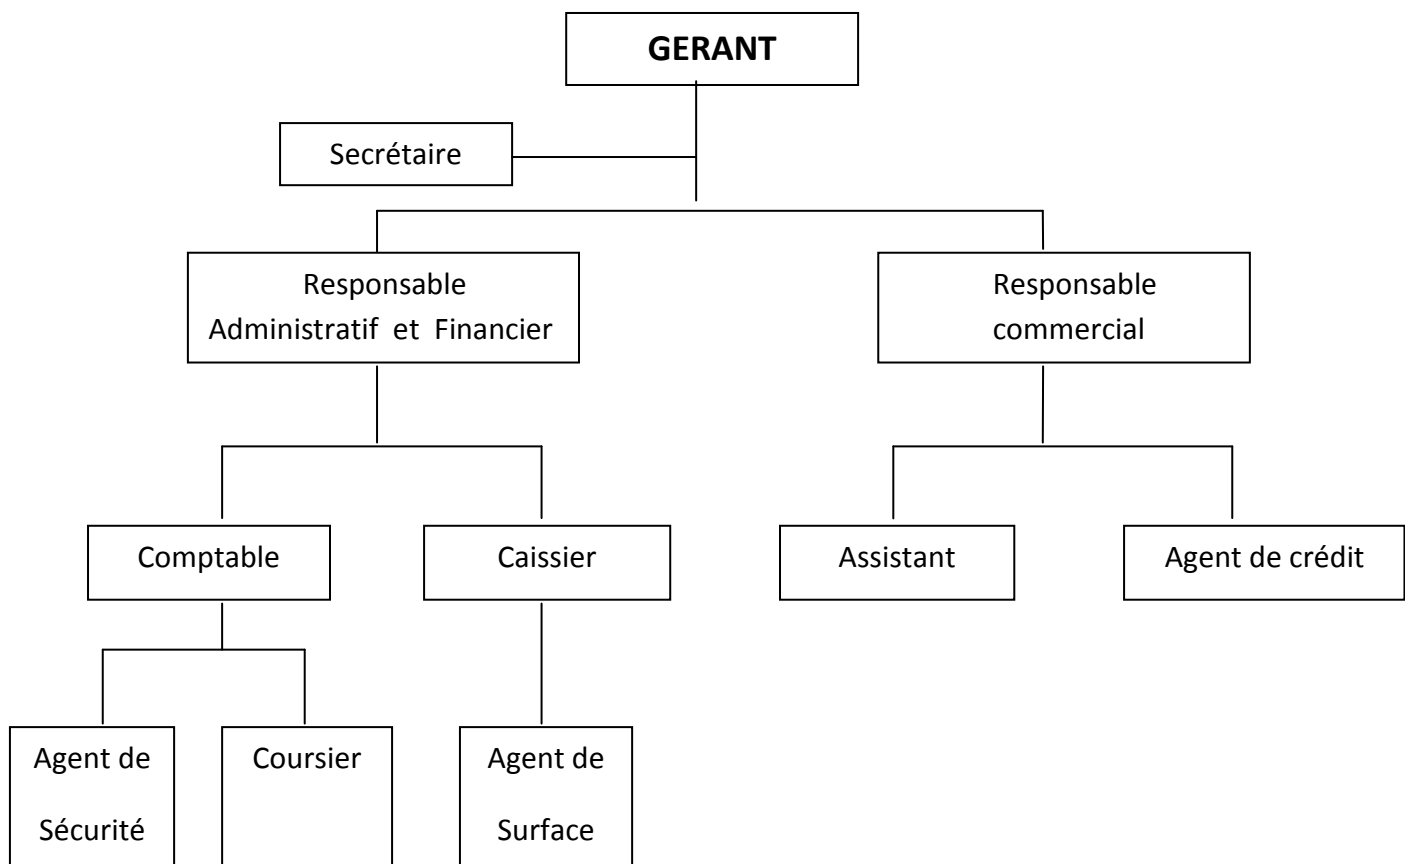 GERANT
Secrétaire
Responsable
Administratif et Financier
Responsable
commercial
Comptable
Caissier
Assistant
Agent de crédit
Agent de
Sécurité
Coursier
Agent de
Surface